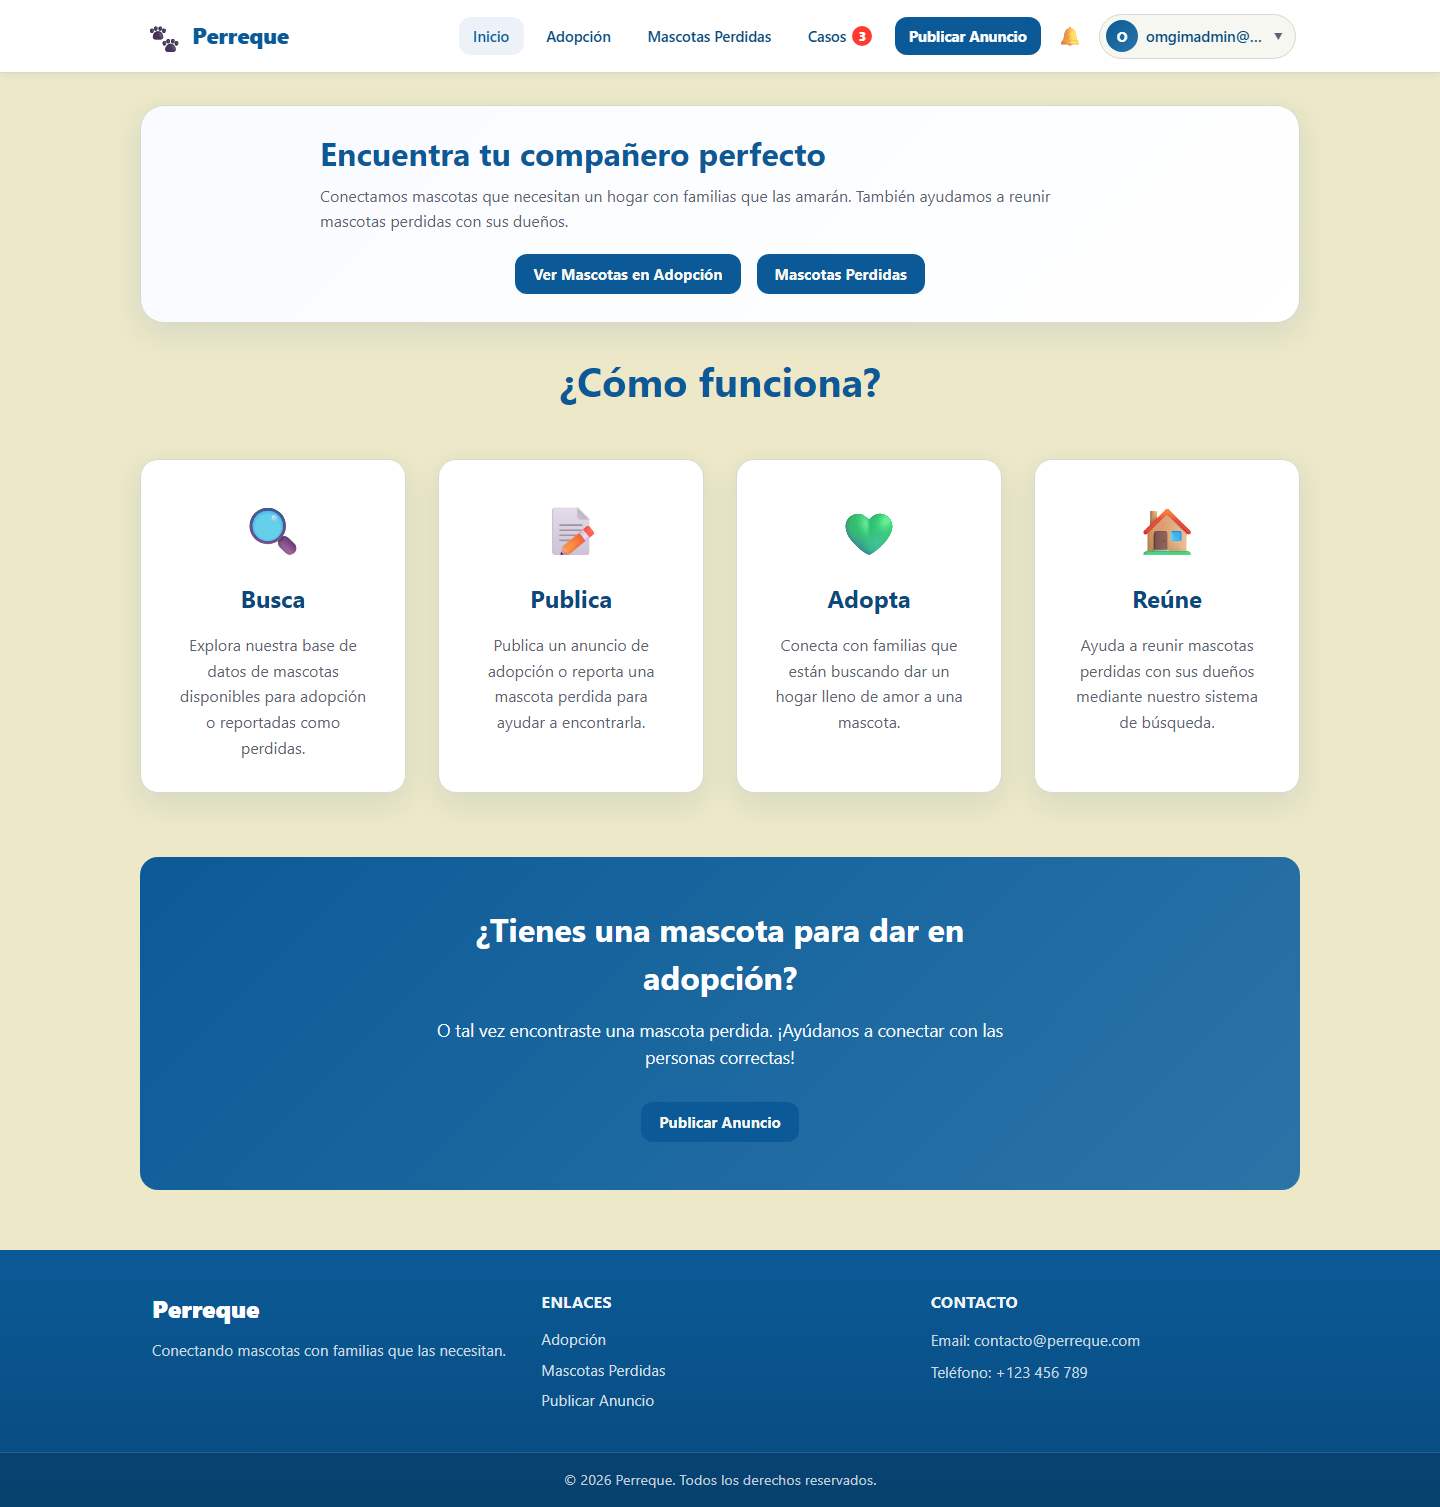 Perreque
Inicio
Adopción
Mascotas Perdidas
Casos 3
Publicar Anuncio
O omgimadmin@... ▼
Encuentra tu compañero perfecto
Conectamos mascotas que necesitan un hogar con familias que las amarán. También ayudamos a reunir
mascotas perdidas con sus dueños.
Ver Mascotas en Adopción
Mascotas Perdidas
¿Cómo funciona?
Busca
Explora nuestra base de
datos de mascotas
disponibles para adopción
o reportadas como
perdidas.
Publica
Publica un anuncio de
adopción o reporta una
mascota perdida para
ayudar a encontrarla.
Adopta
Conecta con familias que
están buscando dar un
hogar lleno de amor a una
mascota.
Reúne
Ayuda a reunir mascotas
perdidas con sus dueños
mediante nuestro sistema
de búsqueda.
¿Tienes una mascota para dar en
adopción?
O tal vez encontraste una mascota perdida. ¡Ayúdanos a conectar con las
personas correctas!
Publicar Anuncio
Perreque
Conectando mascotas con familias que las necesitan.
ENLACES
Adopción
Mascotas Perdidas
Publicar Anuncio
CONTACTO
Email: contacto@perreque.com
Teléfono: +123 456 789
© 2026 Perreque. Todos los derechos reservados.